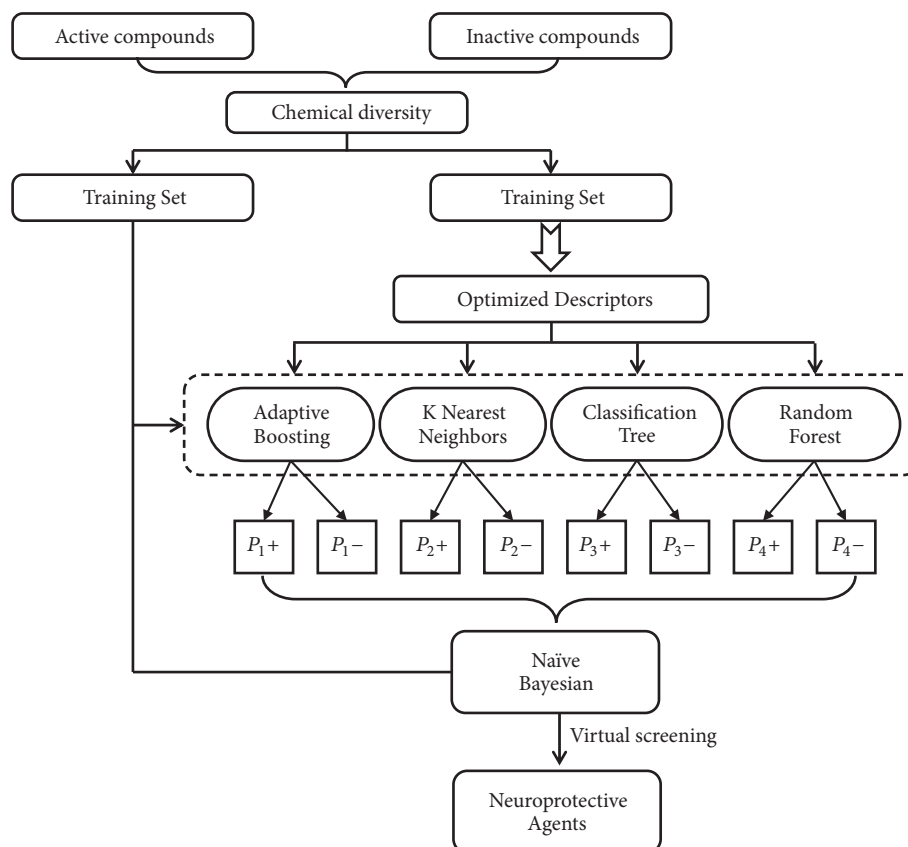 Active compounds
Inactive compounds
Chemical diversity
Training Set
Training Set
Optimized Descriptors
Adaptive
Boosting
K Nearest
Neighbors
Classification
Tree
Random
Forest
P1+
P1−
P2+
P2−
P3+
P3−
P4+
P4−
Naïve
Bayesian
Virtual screening
Neuroprotective
Agents